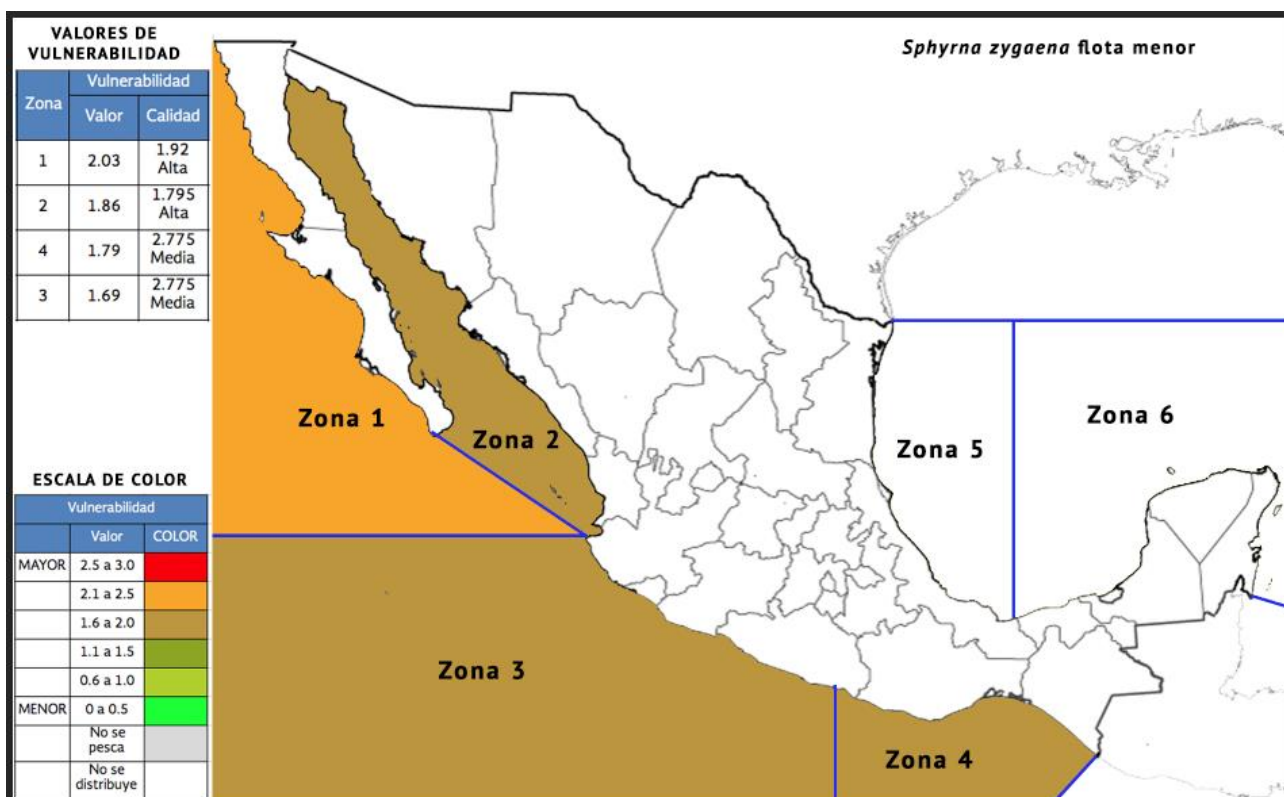 VALORES DE
VULNERABILIDAD
Zona
Vulnerabilidad
Valor
Calidad
1
2.03
1.92
Alta
2
1.86
1.795
Alta
4
1.79
2.775
Media
3
1.69
2.775
Media
Sphyrna zygaena flota menor
Zona 1
Zona 2
Zona 3
Zona 4
Zona 5
Zona 6
ESCALA DE COLOR
Vulnerabilidad
Valor
COLOR
MAYOR
2.5 a 3.0
2.1 a 2.5
1.6 a 2.0
1.1 a 1.5
0.6 a 1.0
MENOR
0 a 0.5
No se
pesca
No se
distribuye